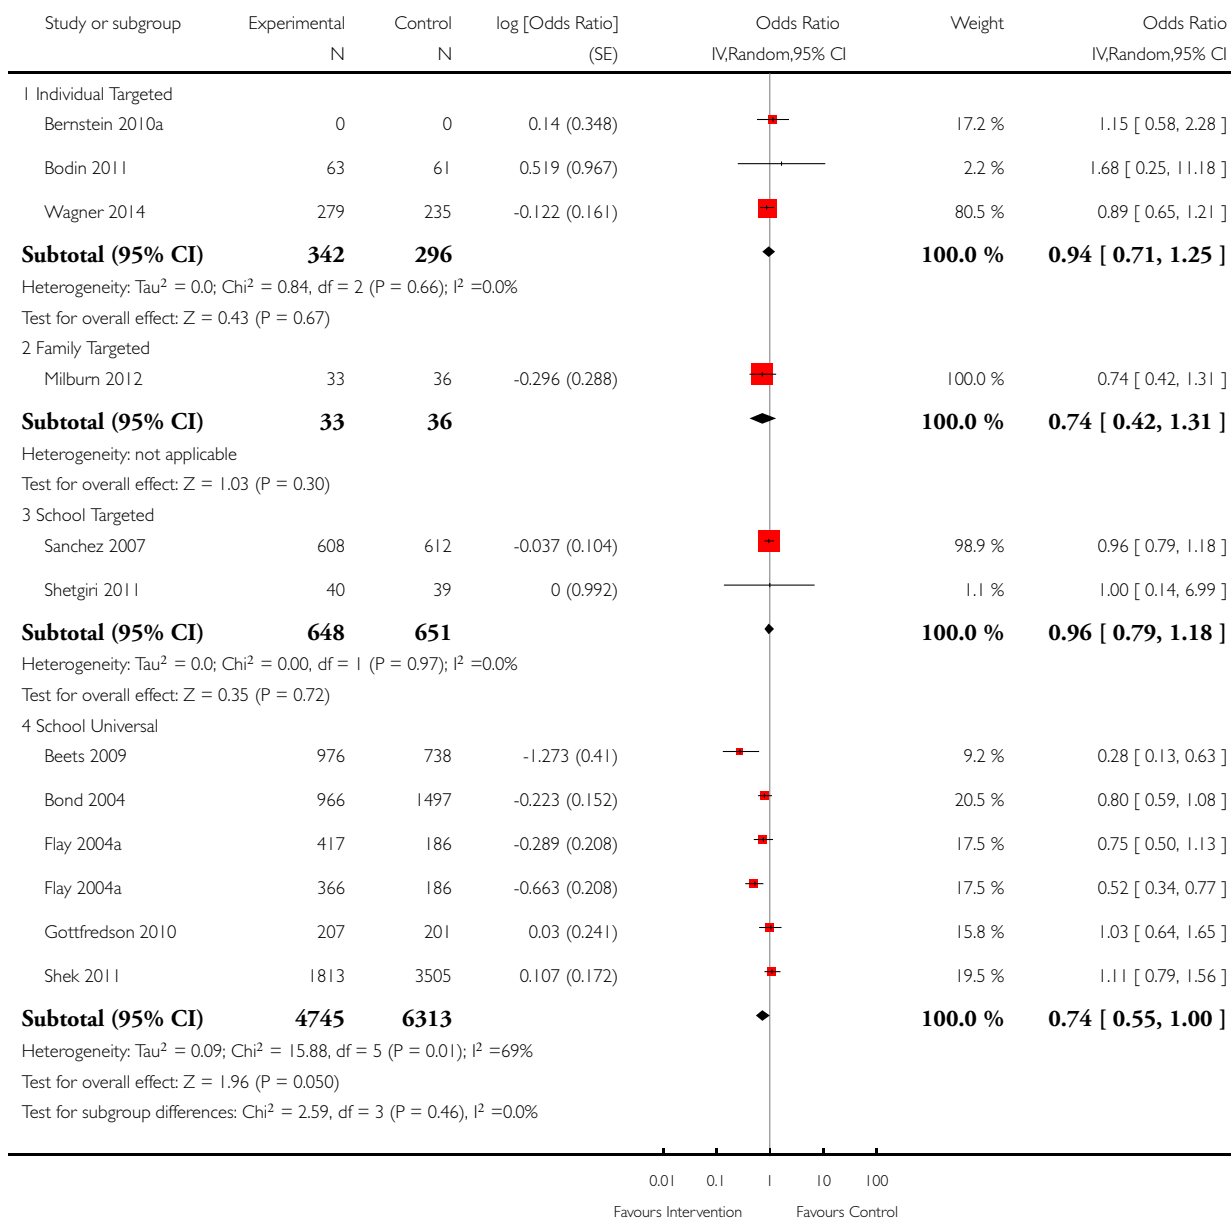 Study or subgroup Experimental Control log [Odds Ratio] Odds Ratio Weight Odds Ratio
N N (SE) IV,Random,95% CI IV,Random,95% CI
1 Individual Targeted
Bernstein 2010a 0 0 0.14 (0.348) 17.2 % 1.15 [ 0.58, 2.28 ]
Bodin 2011 63 61 0.519 (0.967) 2.2 % 1.68 [ 0.25, 11.18 ]
Wagner 2014 279 235 -0.122 (0.161) 80.5 % 0.89 [ 0.65, 1.21 ]
Subtotal (95% CI) 342 296 100.0 % 0.94 [ 0.71, 1.25 ]
Heterogeneity: Tau² = 0.0; Chi² = 0.84, df = 2 (P = 0.66); I² =0.0%
Test for overall effect: Z = 0.43 (P = 0.67)
2 Family Targeted
Milburn 2012 33 36 -0.296 (0.288) 100.0 % 0.74 [ 0.42, 1.31 ]
Subtotal (95% CI) 33 36 100.0 % 0.74 [ 0.42, 1.31 ]
Heterogeneity: not applicable
Test for overall effect: Z = 1.03 (P = 0.30)
3 School Targeted
Sanchez 2007 608 612 -0.037 (0.104) 98.9 % 0.96 [ 0.79, 1.18 ]
Shetgiri 2011 40 39 0 (0.992) 1.1 % 1.00 [ 0.14, 6.99 ]
Subtotal (95% CI) 648 651 100.0 % 0.96 [ 0.79, 1.18 ]
Heterogeneity: Tau² = 0.0; Chi² = 0.00, df = 1 (P = 0.97); I² =0.0%
Test for overall effect: Z = 0.35 (P = 0.72)
4 School Universal
Beets 2009 976 738 -1.273 (0.41) 9.2 % 0.28 [ 0.13, 0.63 ]
Bond 2004 966 1497 -0.223 (0.152) 20.5 % 0.80 [ 0.59, 1.08 ]
Flay 2004a 417 186 -0.289 (0.208) 17.5 % 0.75 [ 0.50, 1.13 ]
Flay 2004a 366 186 -0.663 (0.208) 17.5 % 0.52 [ 0.34, 0.77 ]
Gottfredson 2010 207 201 0.03 (0.241) 15.8 % 1.03 [ 0.64, 1.65 ]
Shek 2011 1813 3505 0.107 (0.172) 19.5 % 1.11 [ 0.79, 1.56 ]
Subtotal (95% CI) 4745 6313 100.0 % 0.74 [ 0.55, 1.00 ]
Heterogeneity: Tau² = 0.09; Chi² = 15.88, df = 5 (P = 0.01); I² =69%
Test for overall effect: Z = 1.96 (P = 0.050)
Test for subgroup differences: Chi² = 2.59, df = 3 (P = 0.46), I² =0.0%
0.01 0.1 1 10 100
Favours Intervention Favours Control